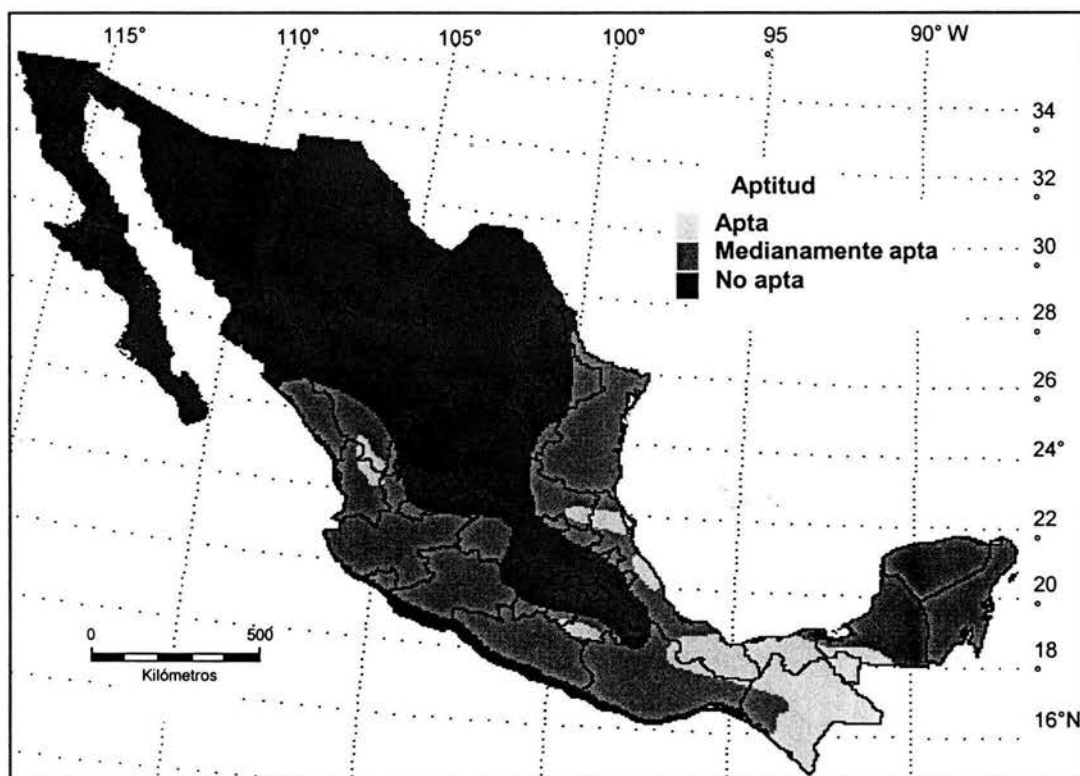 115° 110° 105° 100° 95° 90° W
34°
32°
Aptitud
Apta
Medianamente apta
No apta
30°
28°
26°
24°
22°
20°
18°
16°N
0 500
Kilómetros